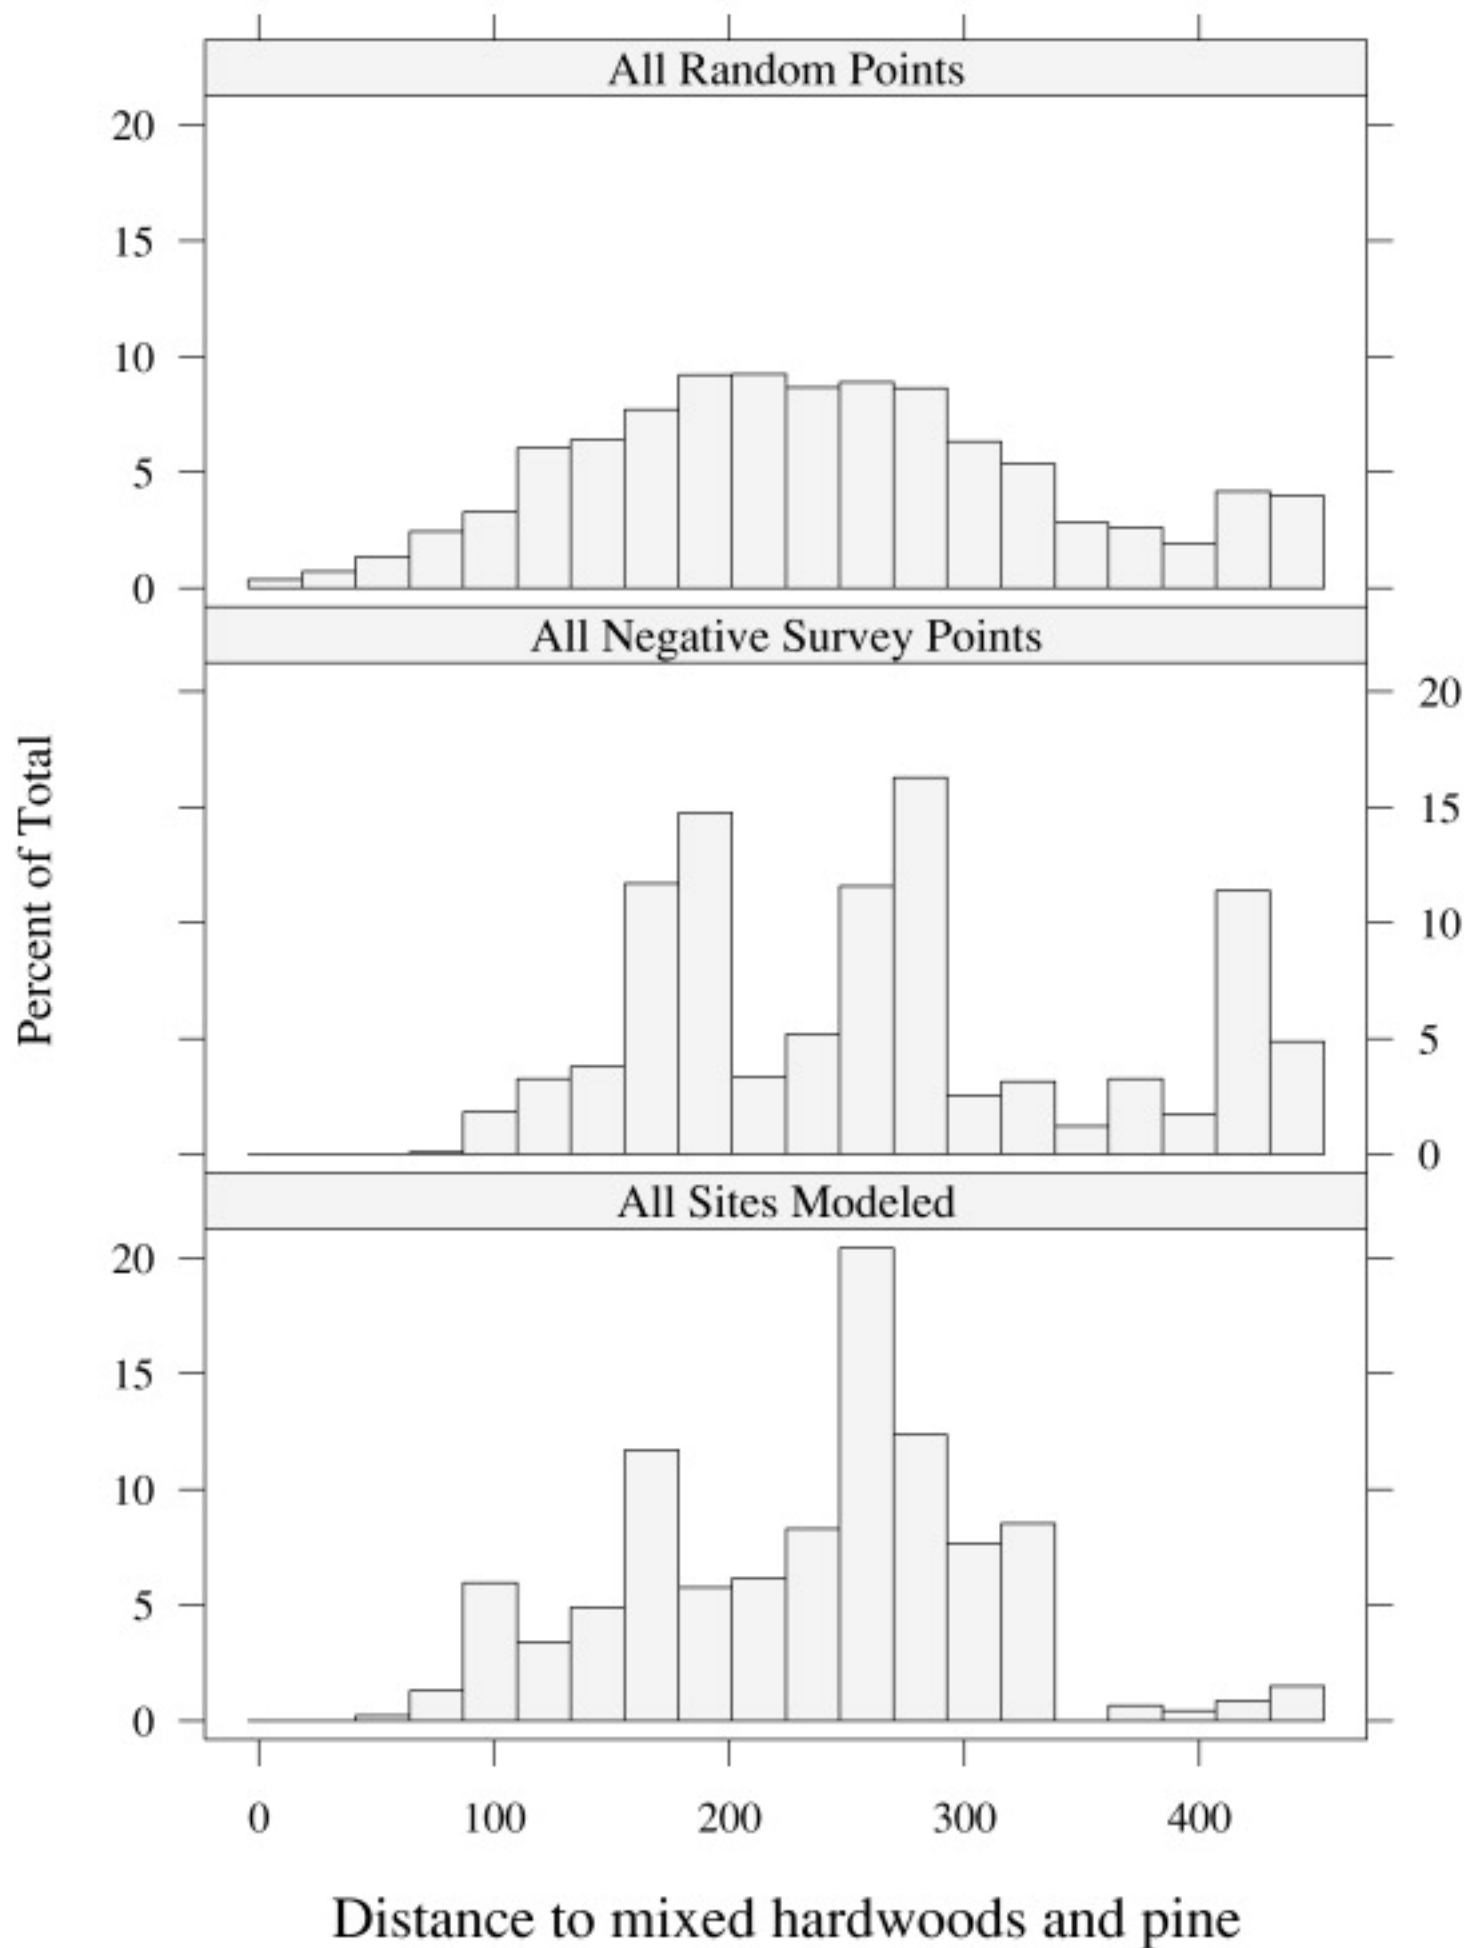 All Random Points
20
15
10
5
0
All Negative Survey Points
20
15
10
5
0
Percent of Total
All Sites Modeled
20
15
10
5
0
0 100 200 300 400
Distance to mixed hardwoods and pine